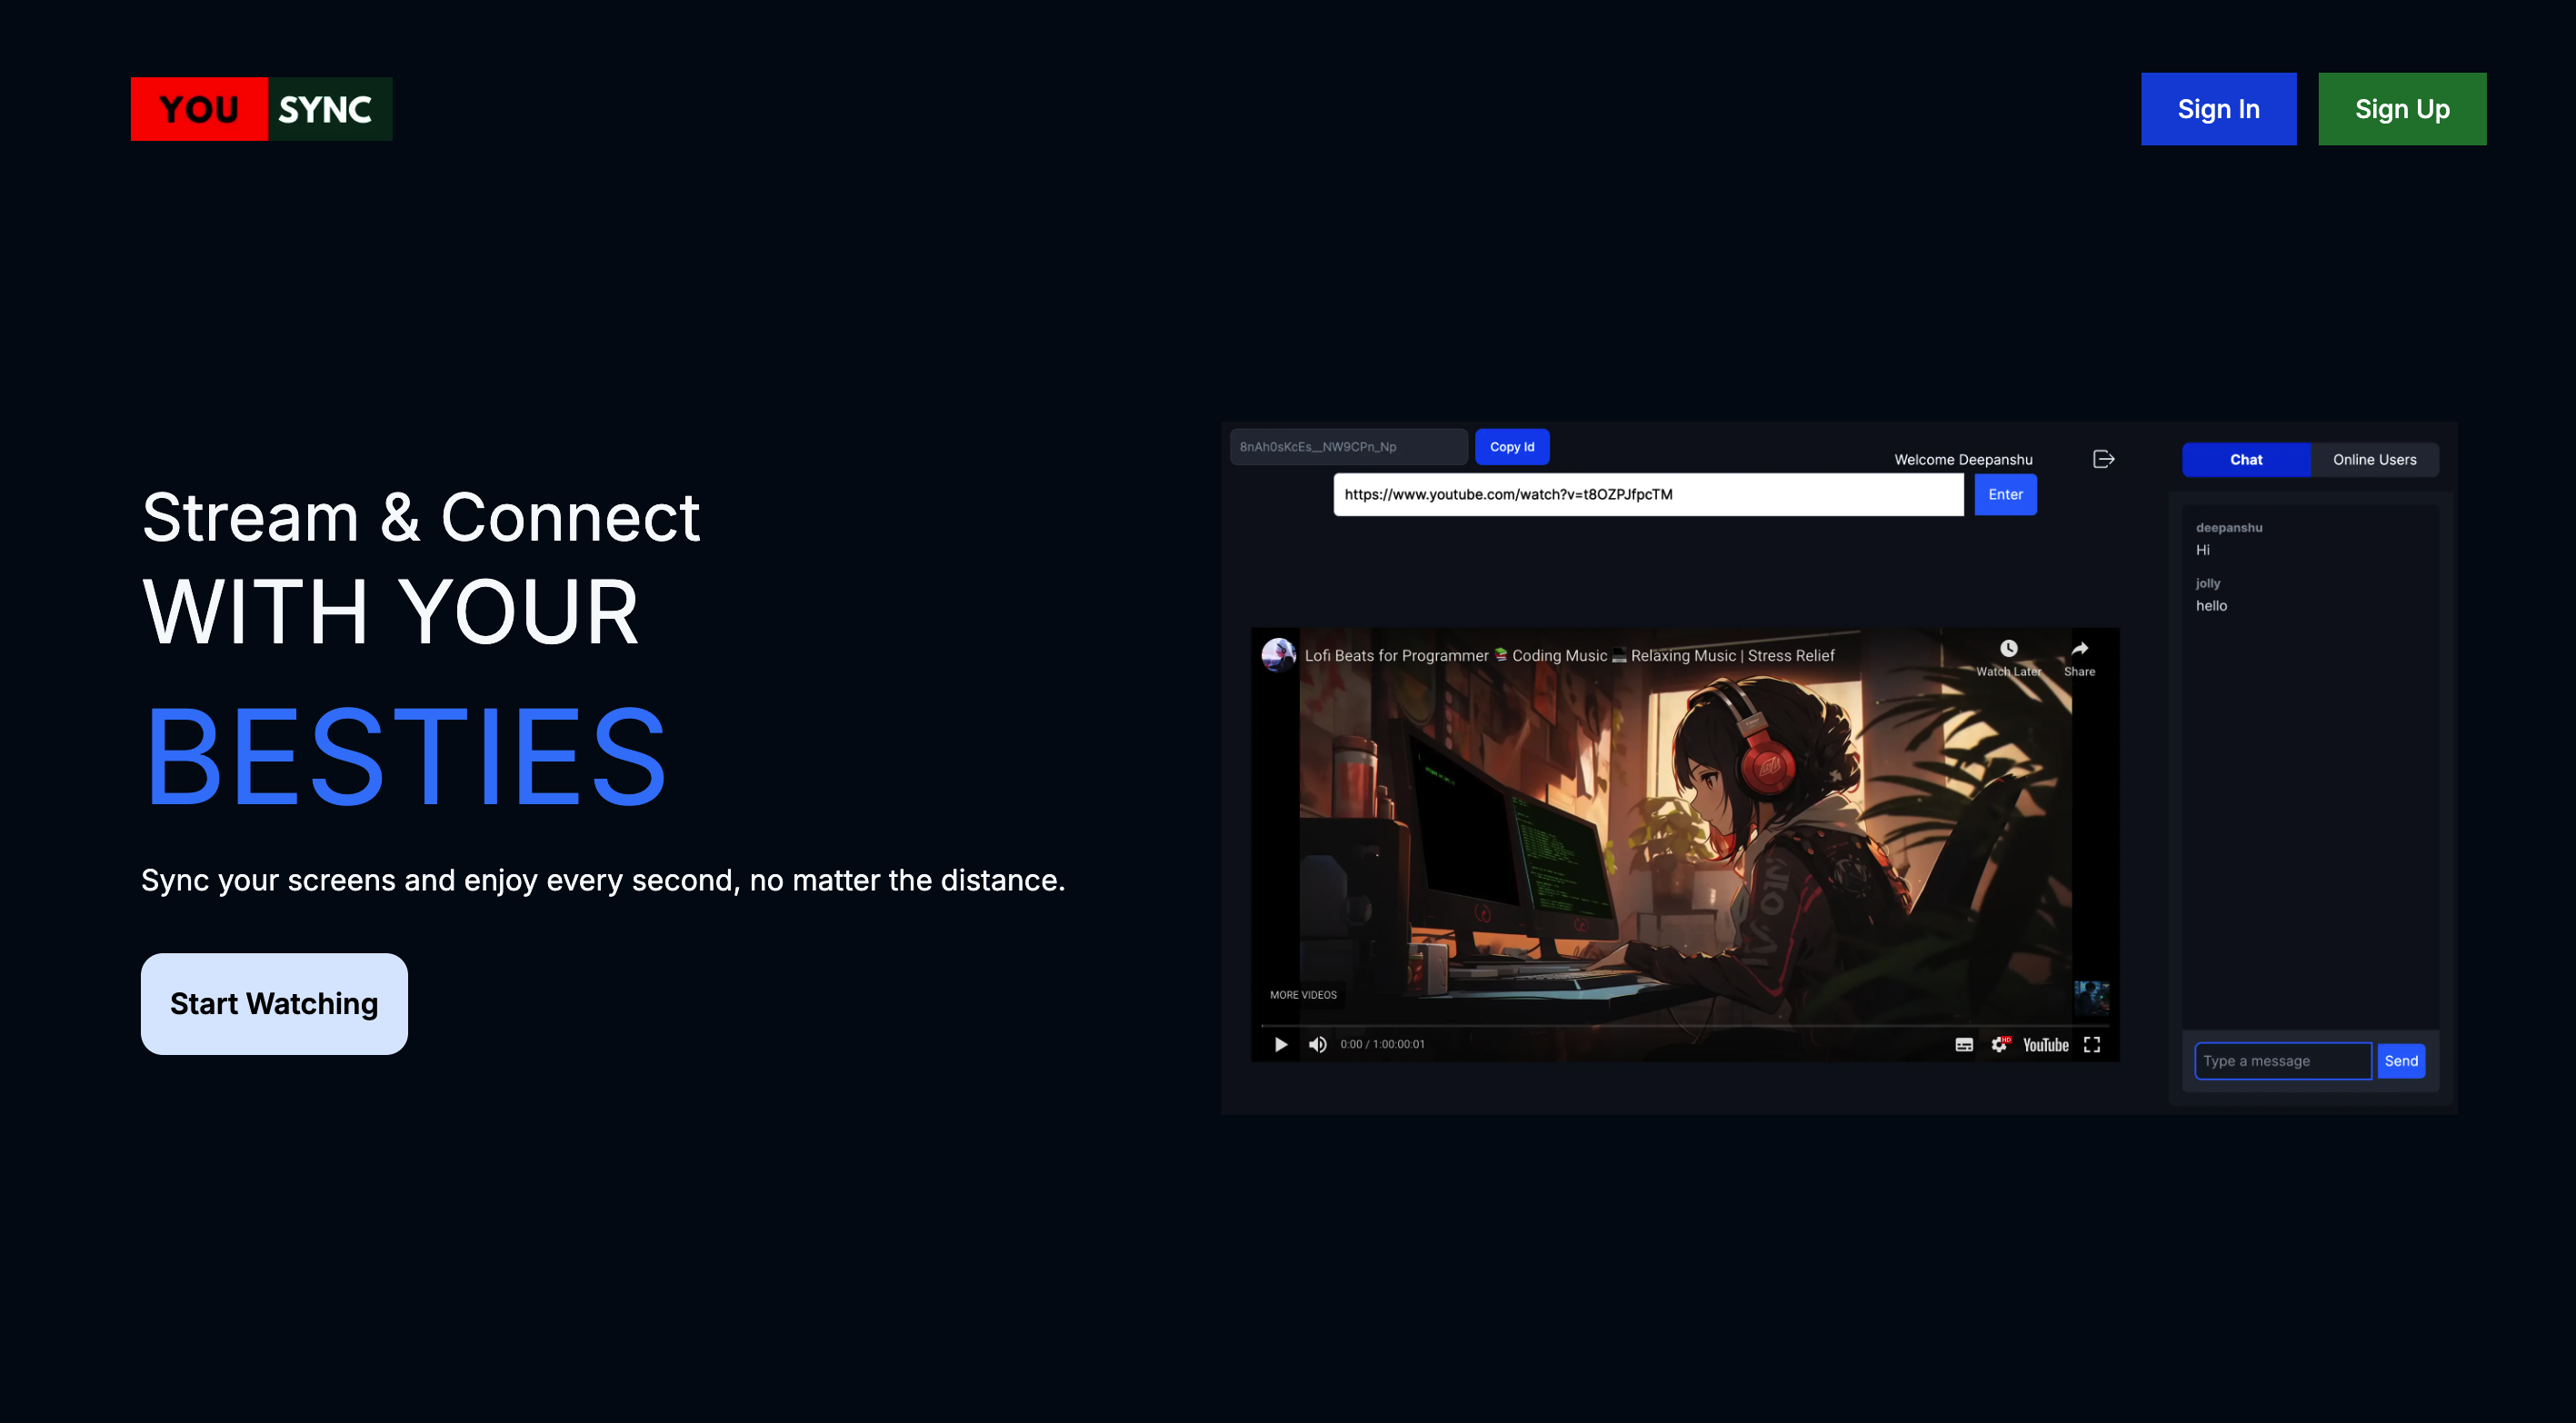 YOU SYNC
Sign In
Sign Up
Stream & Connect
WITH YOUR
BESTIES
Sync your screens and enjoy every second, no matter the distance.
Start Watching
8nAh0sKcEs__NW9CPn_Np
Copy Id
Welcome Deepanshu
https://www.youtube.com/watch?v=t8OZPJfpcTM
Enter
Lofi Beats for Programmer 📚 Coding Music 💻 Relaxing Music | Stress Relief
Watch Later
Share
MORE VIDEOS
0:00 / 1:00:00:01
HD
YouTube
Chat
Online Users
deepanshu
Hi
jolly
hello
Type a message
Send